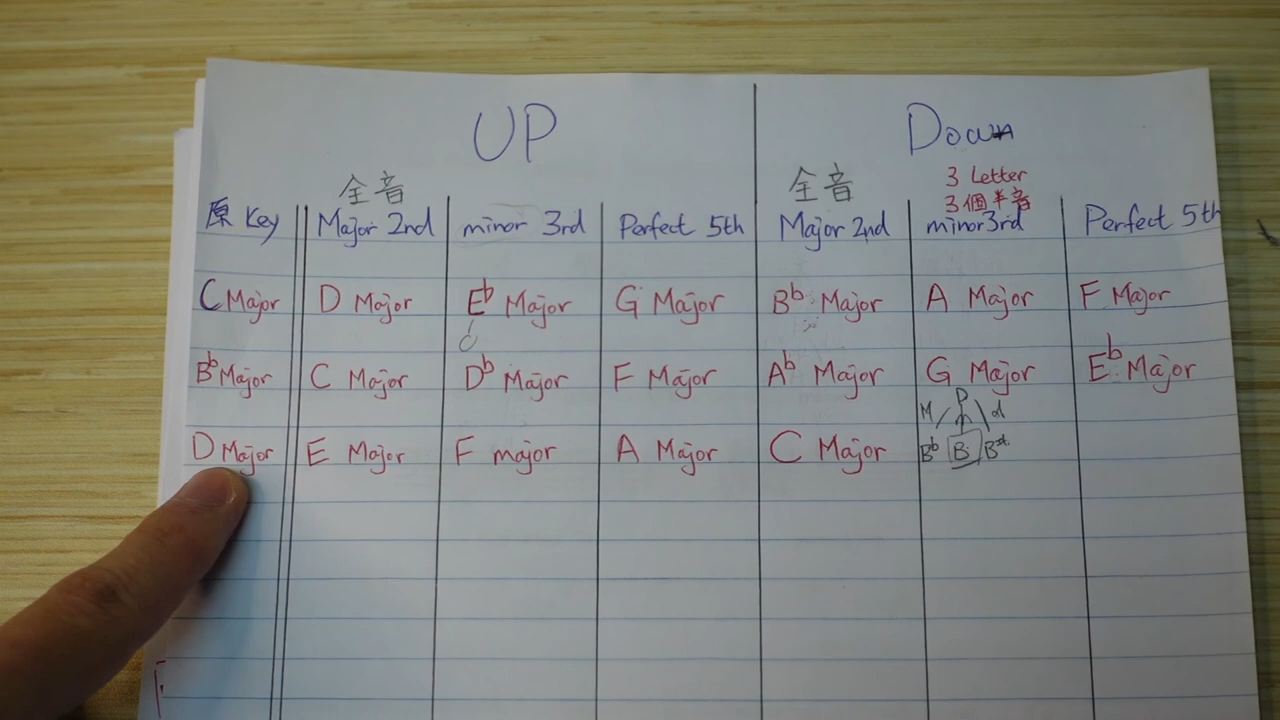 UP Down
全音 全音 3 Letter
3個半音
原 Key Major 2nd minor 3rd Perfect 5th Major 2nd minor 3rd Perfect 5th
C Major D Major E♭ Major G Major B♭ Major A Major F Major
B♭ Major C Major D♭ Major F Major A♭ Major G Major E♭ Major
M P d
m
D Major E Major F major A Major C Major B♭ B